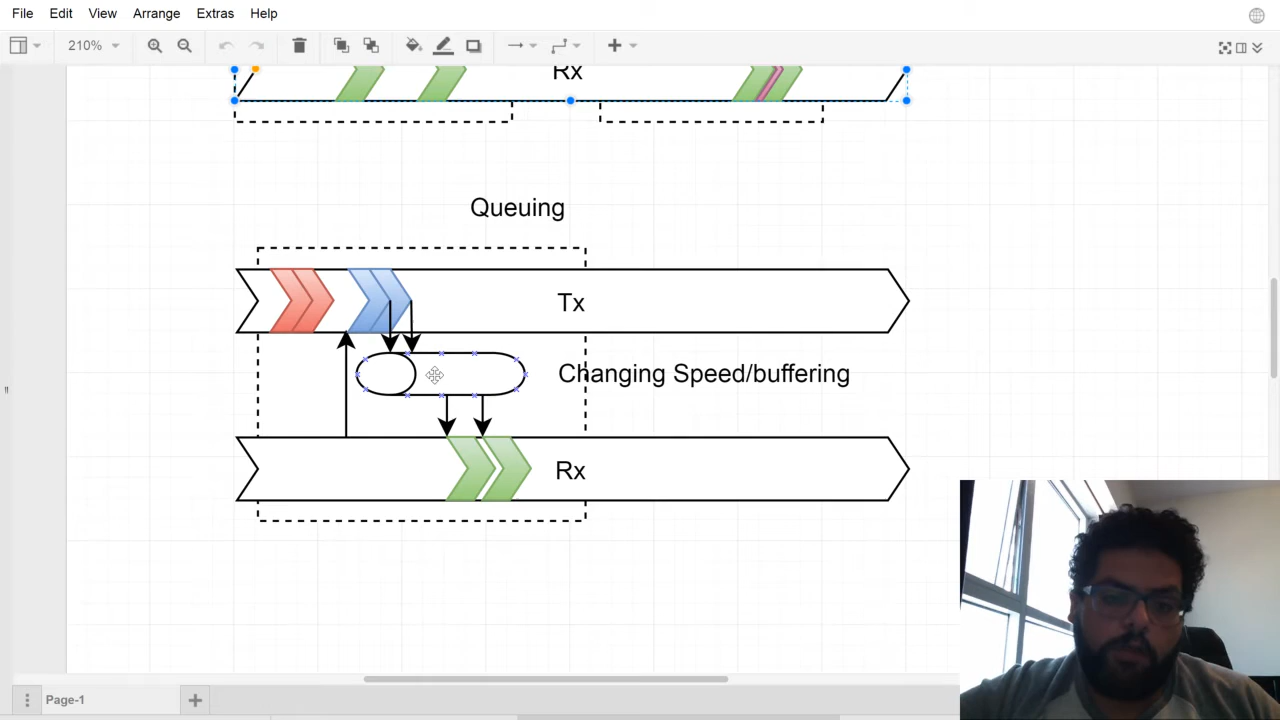 File Edit View Arrange Extras Help
210%
Rx
Queuing
Tx
Changing Speed/buffering
Rx
Page-1